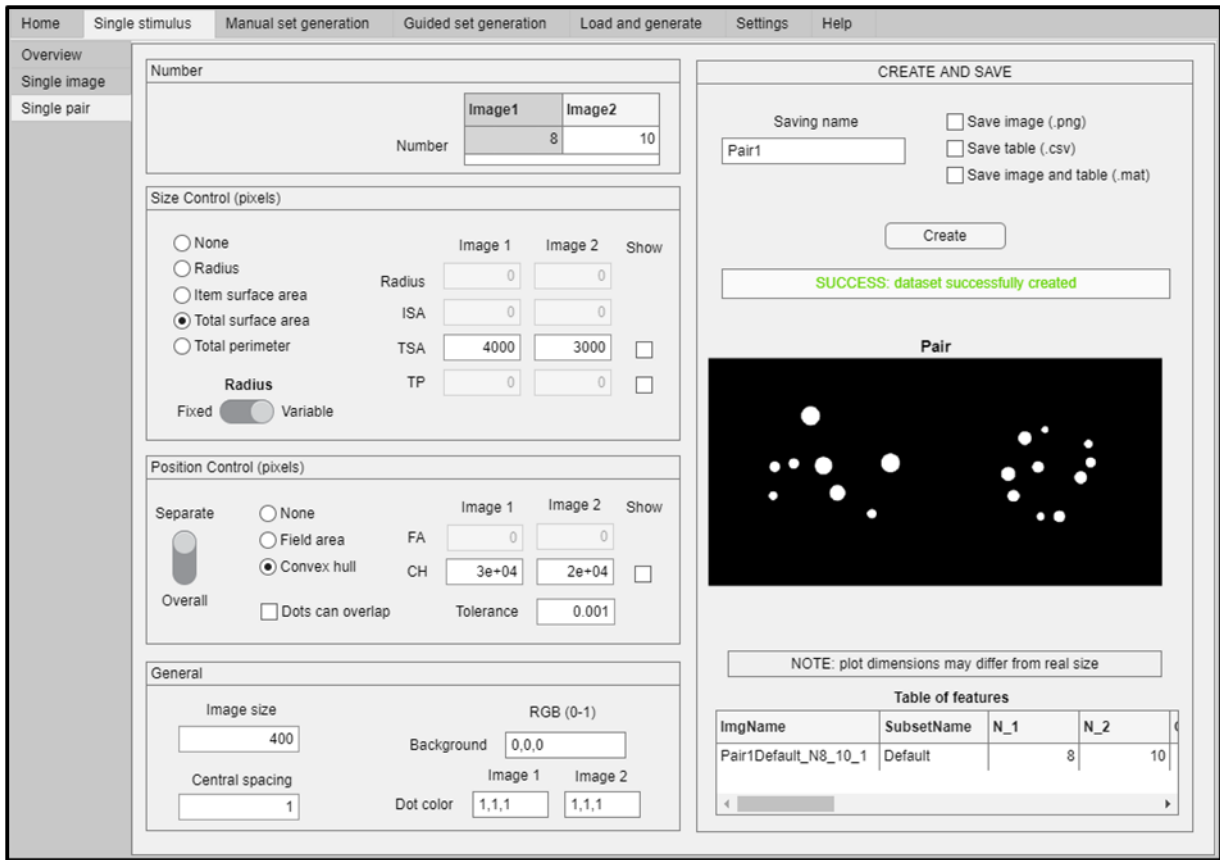 Home Single stimulus Manual set generation Guided set generation Load and generate Settings Help
Overview
Single image
Single pair
Number
Image1 Image2
Number 8 10
Size Control (pixels)
None
Radius
Item surface area
Total surface area
Total perimeter
Image 1 Image 2 Show
Radius 0 0
ISA 0 0
TSA 4000 3000
TP 0 0
Radius
Fixed Variable
Position Control (pixels)
Separate
Overall
None
Field area
Convex hull
Dots can overlap
Image 1 Image 2 Show
FA 0 0
CH 3e+04 2e+04
Tolerance 0.001
General
Image size
400
Central spacing
1
RGB (0-1)
Background 0,0,0
Image 1 Image 2
Dot color 1,1,1 1,1,1
CREATE AND SAVE
Saving name
Pair1
Save image (.png)
Save table (.csv)
Save image and table (.mat)
Create
SUCCESS: dataset successfully created
Pair
NOTE: plot dimensions may differ from real size
Table of features
ImgName SubsetName N_1 N_2
Pair1Default_N8_10_1 Default 8 10